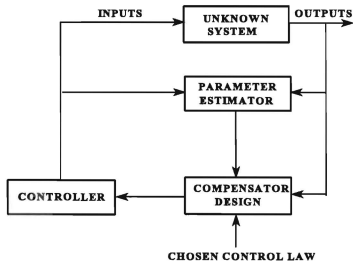 INPUTS
UNKNOWN
SYSTEM
OUTPUTS
PARAMETER
ESTIMATOR
CONTROLLER
COMPENSATOR
DESIGN
CHOSEN CONTROL LAW